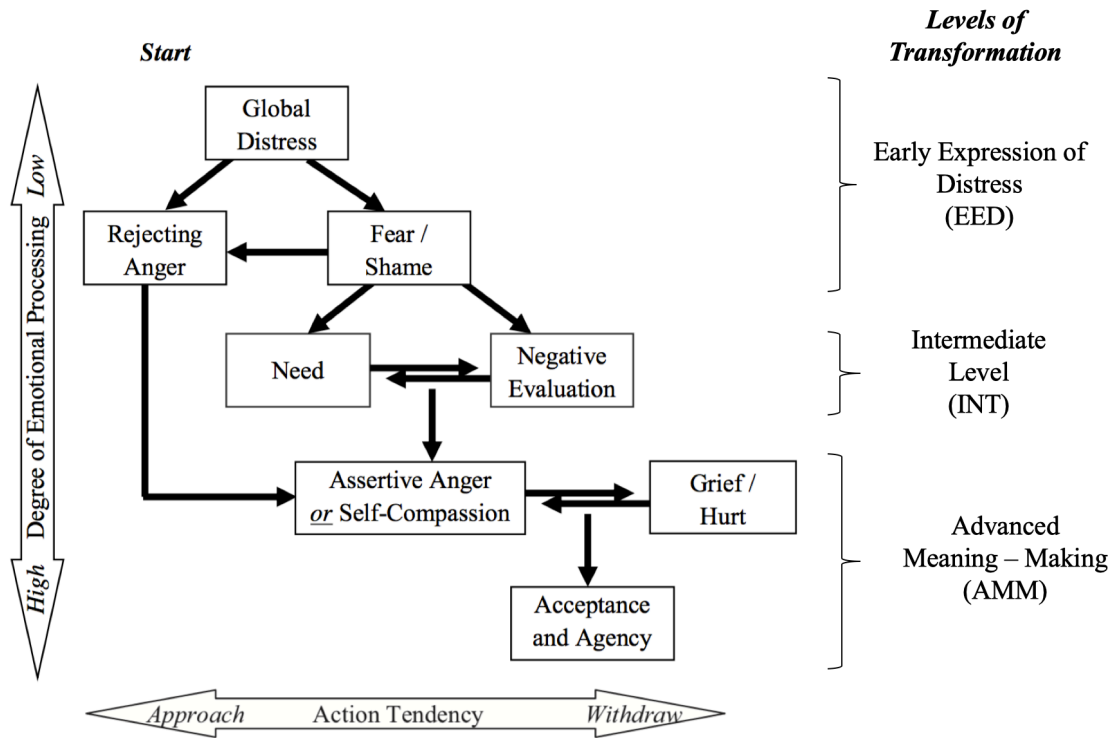 Start
Levels of
Transformation
Global
Distress
Early Expression of
Distress
(EED)
Rejecting
Anger
Fear /
Shame
Need
Negative
Evaluation
Intermediate
Level
(INT)
Assertive Anger
or Self-Compassion
Grief /
Hurt
Advanced
Meaning – Making
(AMM)
Acceptance
and Agency
High Degree of Emotional Processing Low
Approach Action Tendency Withdraw